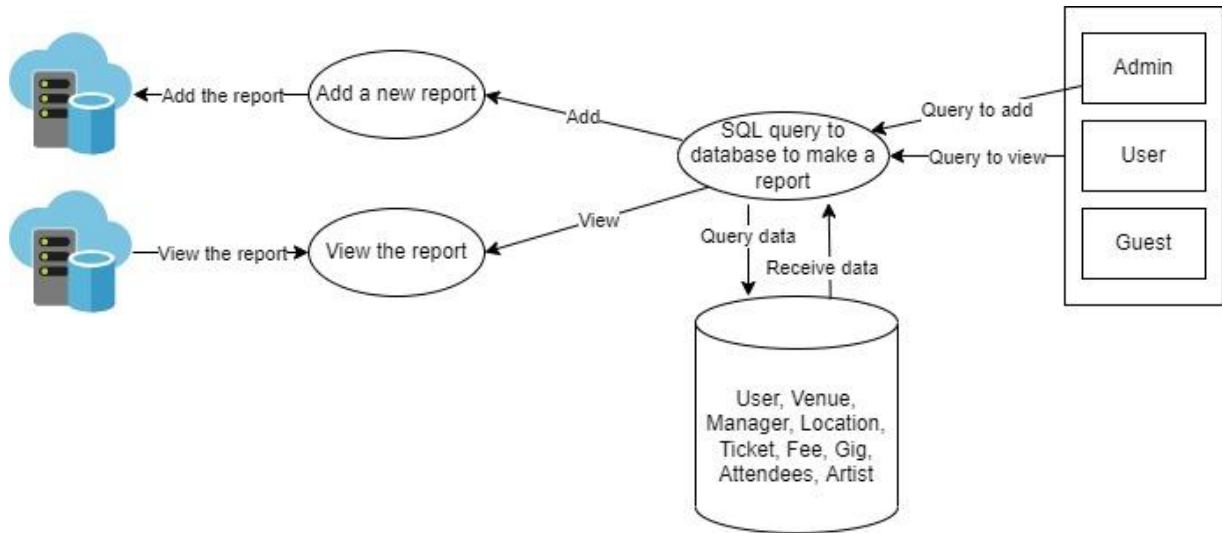 Admin
Add the report
Add a new report
Add
SQL query to
database to make a
report
Query to add
Query to view
User
View the report
View the report
View
Query data
Receive data
Guest
User, Venue,
Manager, Location,
Ticket, Fee, Gig,
Attendees, Artist